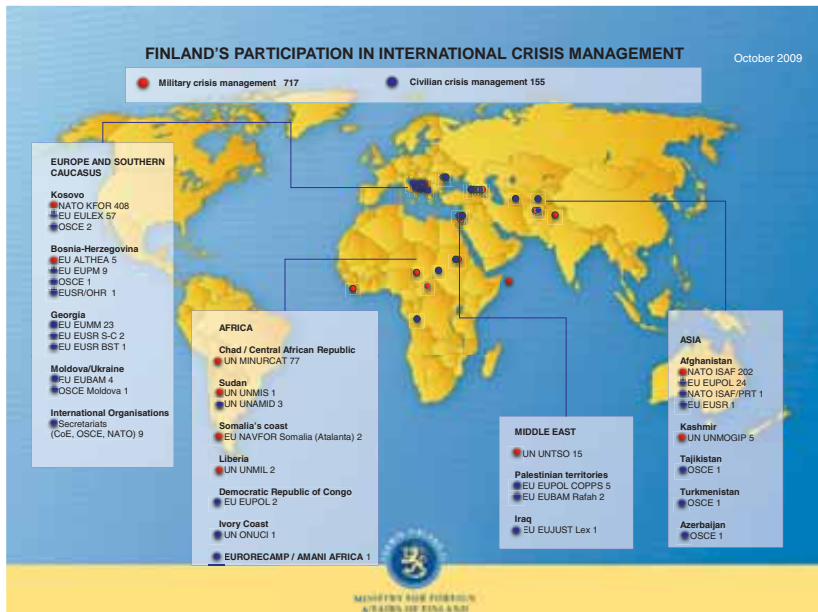 FINLAND'S PARTICIPATION IN INTERNATIONAL CRISIS MANAGEMENT
October 2009
Military crisis management 717
Civilian crisis management 155
EUROPE AND SOUTHERN
CAUCASUS
Kosovo
NATO KFOR 408
EU EULEX 57
OSCE 2
Bosnia-Herzegovina
EU ALTHEA 5
EU EUPM 9
OSCE 1
EUSR/OHR 1
Georgia
EU EUMM 23
EU EUSR S-C 2
EU EUSR BST 1
Moldova/Ukraine
EU EUBAM 4
OSCE Moldova 1
International Organisations
Secretariats
(CoE, OSCE, NATO) 9
AFRICA
Chad / Central African Republic
UN MINURCAT 77
Sudan
UN UNMIS 1
UN UNAMID 3
Somalia's coast
EU NAVFOR Somalia (Atalanta) 2
Liberia
UN UNMIL 2
Democratic Republic of Congo
EU EUPOL 2
Ivory Coast
UN ONUCI 1
EURORECAMP / AMANI AFRICA 1
MIDDLE EAST
UN UNTSO 15
Palestinian territories
EU EUPOL COPPS 5
EU EUBAM Rafah 2
Iraq
EU EUJUST Lex 1
ASIA
Afghanistan
NATO ISAF 202
EU EUPOL 24
NATO ISAF/PRT 1
EU EUSR 1
Kashmir
UN UNMOGIP 5
Tajikistan
OSCE 1
Turkmenistan
OSCE 1
Azerbaijan
OSCE 1
MINISTRY FOR FOREIGN
AFFAIRS OF FINLAND